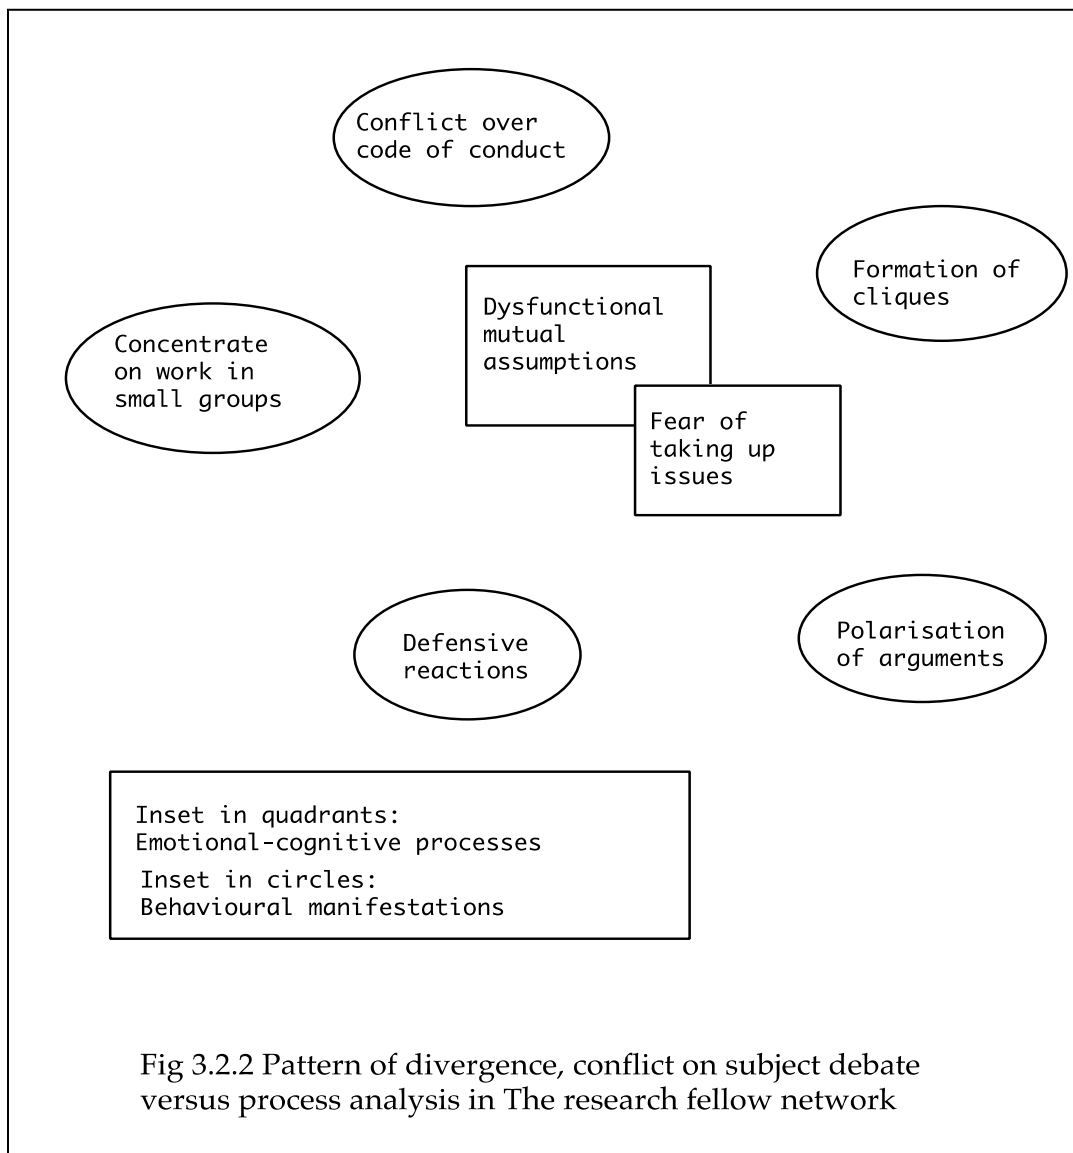 Conflict over
code of conduct
Formation of
cliques
Dysfunctional
mutual
assumptions
Concentrate
on work in
small groups
Fear of
taking up
issues
Defensive
reactions
Polarisation
of arguments
Inset in quadrants:
Emotional-cognitive processes
Inset in circles:
Behavioural manifestations
Fig 3.2.2 Pattern of divergence, conflict on subject debate
versus process analysis in The research fellow network